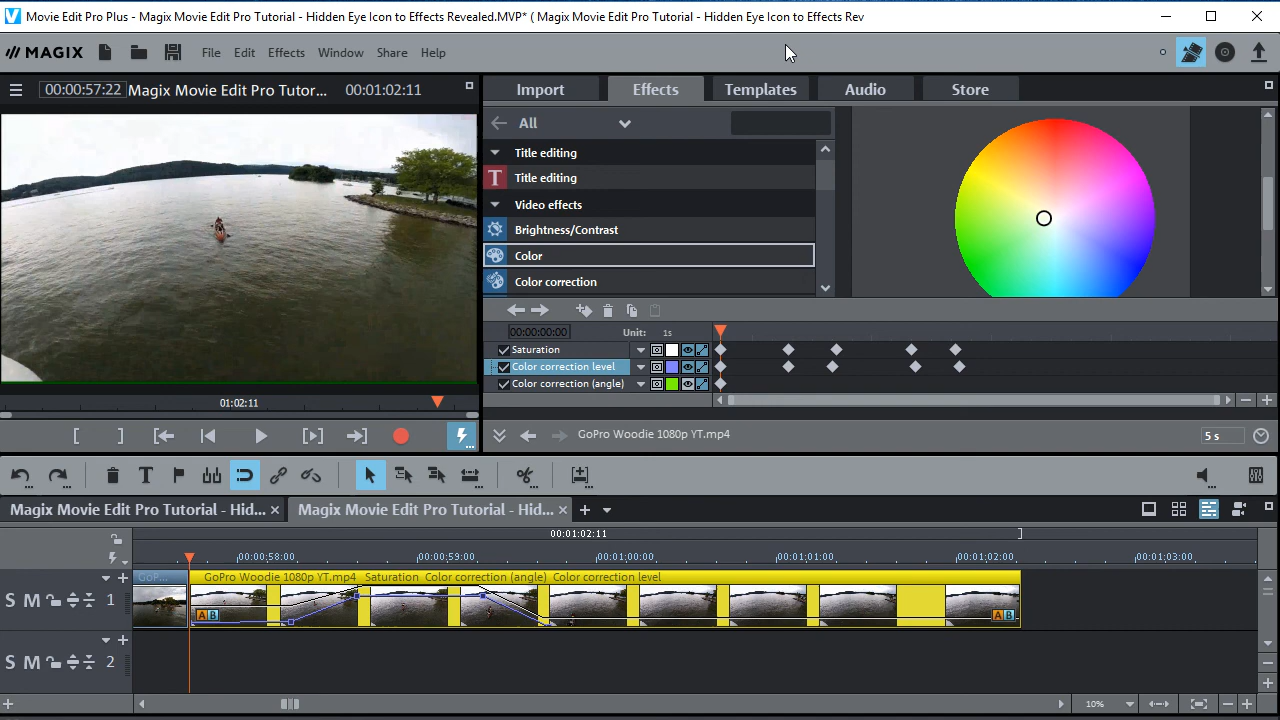 Movie Edit Pro Plus - Magix Movie Edit Pro Tutorial - Hidden Eye Icon to Effects Revealed.MVP* ( Magix Movie Edit Pro Tutorial - Hidden Eye Icon to Effects Rev
MAGIX File Edit Effects Window Share Help
00:00:57:22 Magix Movie Edit Pro Tutor... 00:01:02:11
Import Effects Templates Audio Store
All
Title editing
T Title editing
Video effects
Brightness/Contrast
Color
Color correction
00:00:00:00 Unit: 1s
Saturation
Color correction level
Color correction (angle)
01:02:11
GoPro Woodie 1080p YT.mp4 5 s
Magix Movie Edit Pro Tutorial - Hid... Magix Movie Edit Pro Tutorial - Hid...
00:01:02:11
00:00:58:00 00:00:59:00 00:01:00:00 00:01:01:00 00:01:02:00 00:01:03:00
GoP... GoPro Woodie 1080p YT.mp4 Saturation Color correction (angle) Color correction level
S M 1
A B A B
S M 2
10%